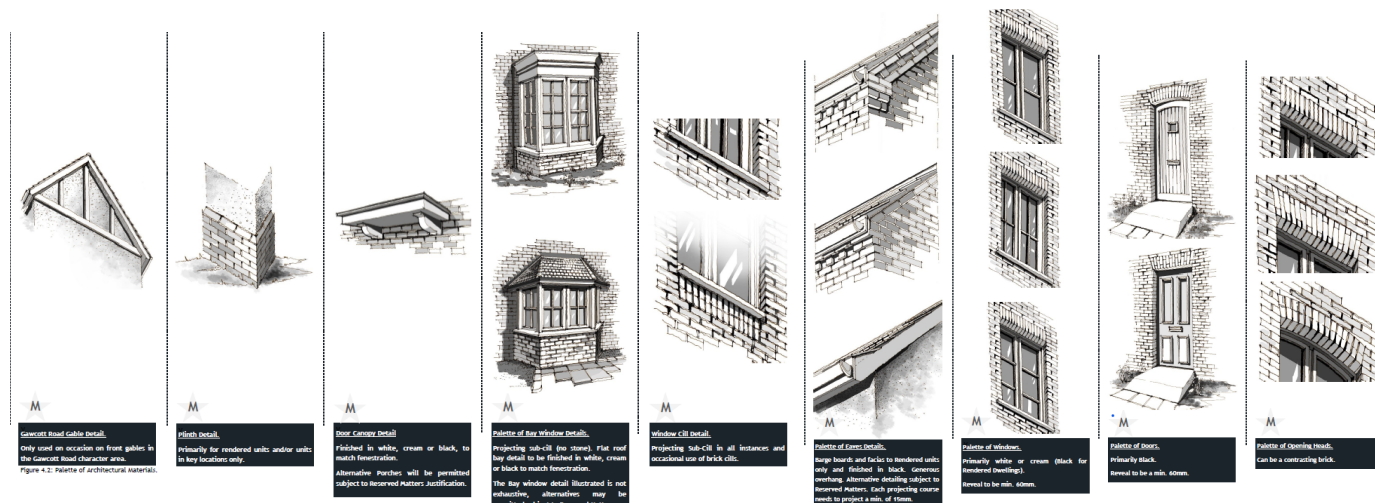 M
Gawcott Road Gable Detail.
Only used on occasion on front gables in
the Gawcott Road character area.
Figure 4.2: Palette of Architectural Materials.
M
Plinth Detail.
Primarily for rendered units and/or units
in key locations only.
M
Door Canopy Detail
Finished in white, cream or black, to
match fenestration.
Alternative Porches will be permitted
subject to Reserved Matters Justification.
M
Palette of Bay Window Details.
Projecting sub-cill (no stone). Flat roof
bay detail to be finished in white, cream
or black to match fenestration.
The Bay window detail illustrated is not
exhaustive, alternatives may be
M
Window Cill Detail.
Projecting Sub-Cill in all instances and
occasional use of brick cills.
M
Palette of Eaves Details.
Barge boards and facias to Rendered units
only and finished in black. Generous
overhang. Alternative detailing subject to
Reserved Matters. Each projecting course
needs to project a min. of 15mm.
M
Palette of Windows.
Primarily white or cream (Black for
Rendered Dwellings).
Reveal to be min. 60mm.
M
Palette of Doors.
Primarily Black.
Reveal to be a min. 60mm.
M
Palette of Opening Heads.
Can be a contrasting brick.